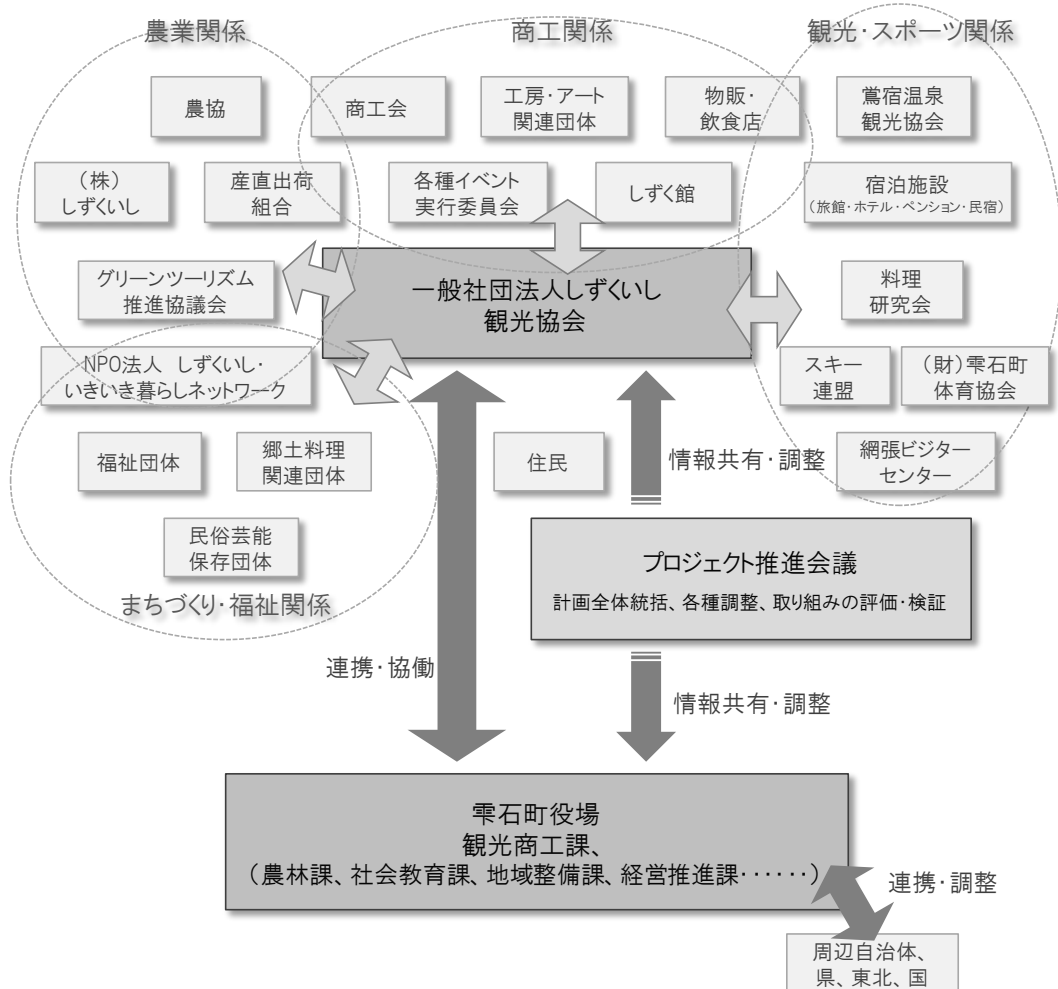 農業関係
商工関係
観光・スポーツ関係
農協
商工会
工房・アート
関連団体
物販・
飲食店
鶯宿温泉
観光協会
（株）
しずくいし
産直出荷
組合
各種イベント
実行委員会
しずく館
宿泊施設
（旅館・ホテル・ペンション・民宿）
グリーンツーリズム
推進協議会
一般社団法人しずくいし
観光協会
料理
研究会
NPO法人　しずくいし・
いきいき暮らしネットワーク
スキー
連盟
（財）雫石町
体育協会
福祉団体
郷土料理
関連団体
住民
情報共有・調整
網張ビジター
センター
民俗芸能
保存団体
まちづくり・福祉関係
プロジェクト推進会議
計画全体統括、各種調整、取り組みの評価・検証
連携・協働
情報共有・調整
雫石町役場
観光商工課、
（農林課、社会教育課、地域整備課、経営推進課・・・・・・）
連携・調整
周辺自治体、
県、東北、国